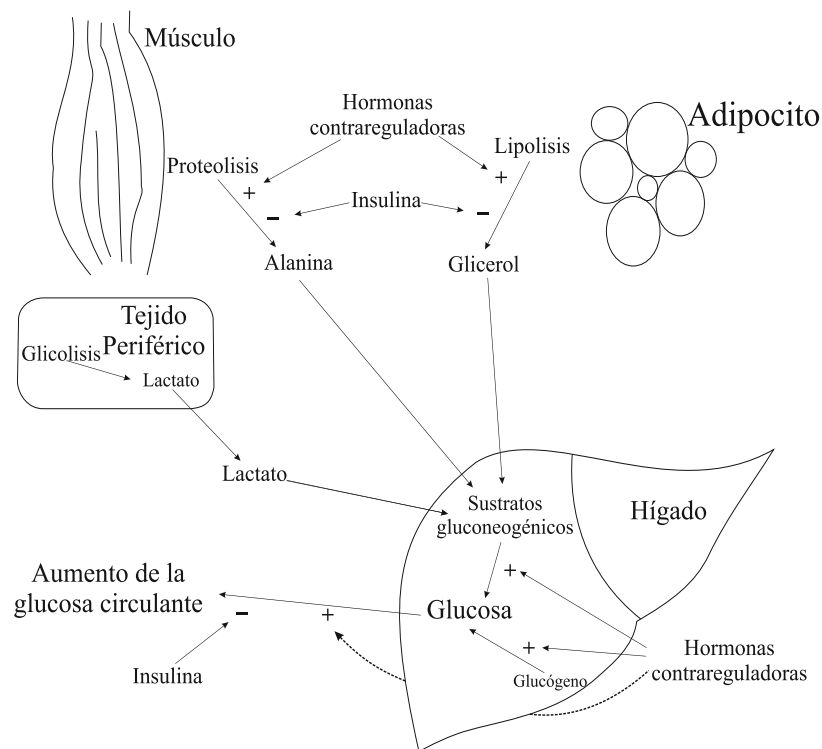 Músculo
Hormonas
contrareguladoras
Adipocito
Lipolisis
Proteolisis
+
+
Insulina
−
−
Alanina
Glicerol
Tejido
Periférico
Glicolisis
Lactato
Lactato
Sustratos
gluconeogénicos
Hígado
Aumento de la
glucosa circulante
+
Glucosa
−
+
+
Hormonas
contrareguladoras
Insulina
Glucógeno